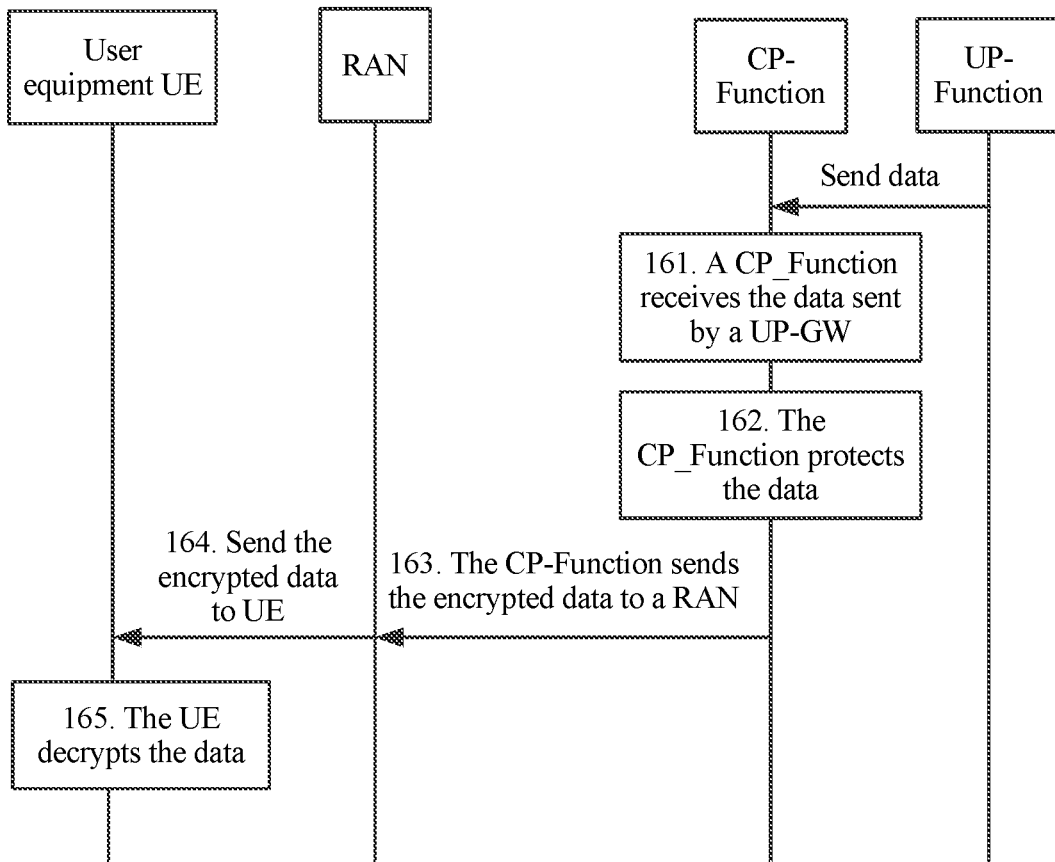 User
equipment UE
RAN
CP-
Function
UP-
Function
Send data
161. A CP_Function
receives the data sent
by a UP-GW
162. The
CP_Function protects
the data
164. Send the
encrypted data
to UE
163. The CP-Function sends
the encrypted data to a RAN
165. The UE
decrypts the data